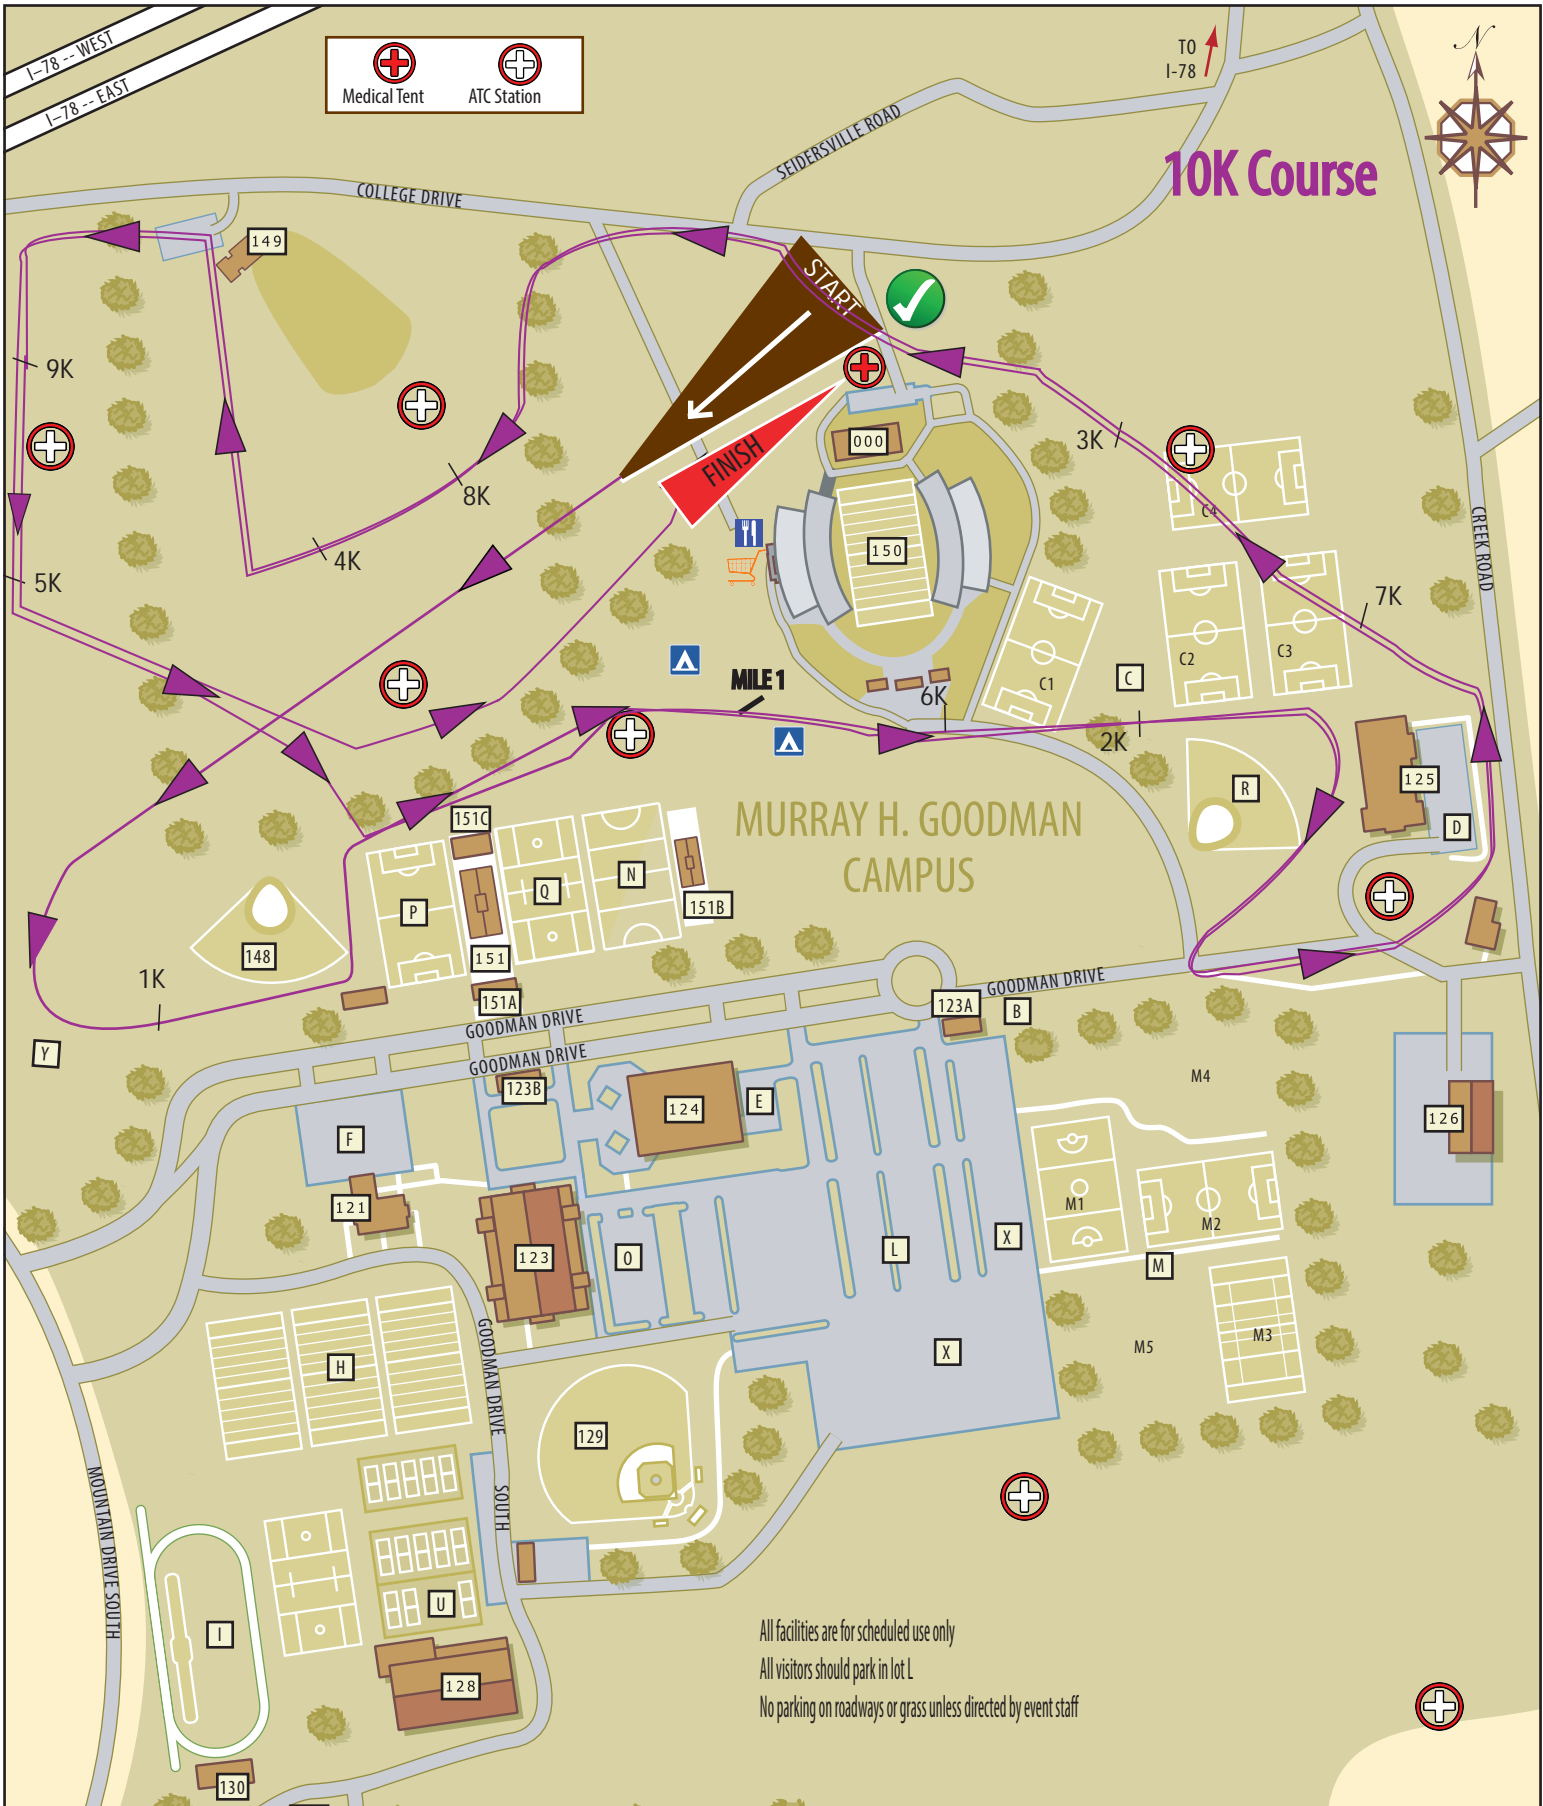 I-78 -- WEST
I-78 -- EAST
Medical Tent
ATC Station
TO
I-78
N
SEIDERSVILLE ROAD
10K Course
COLLEGE DRIVE
149
START
9K
000
3K
FINISH
8K
C4
CREEK ROAD
4K
150
5K
7K
C2
C3
C
C1
MILE 1
6K
2K
125
R
D
MURRAY H. GOODMAN
CAMPUS
151C
N
Q
P
151B
148
151
1K
GOODMAN DRIVE
151A
123A
B
GOODMAN DRIVE
Y
GOODMAN DRIVE
123B
124
E
M4
126
F
121
M1
M2
X
L
O
123
M
GOODMAN DRIVE
SOUTH
H
X
M5
M3
129
MOUNTAIN DRIVE SOUTH
U
I
All facilities are for scheduled use only
All visitors should park in lot L
No parking on roadways or grass unless directed by event staff
128
130